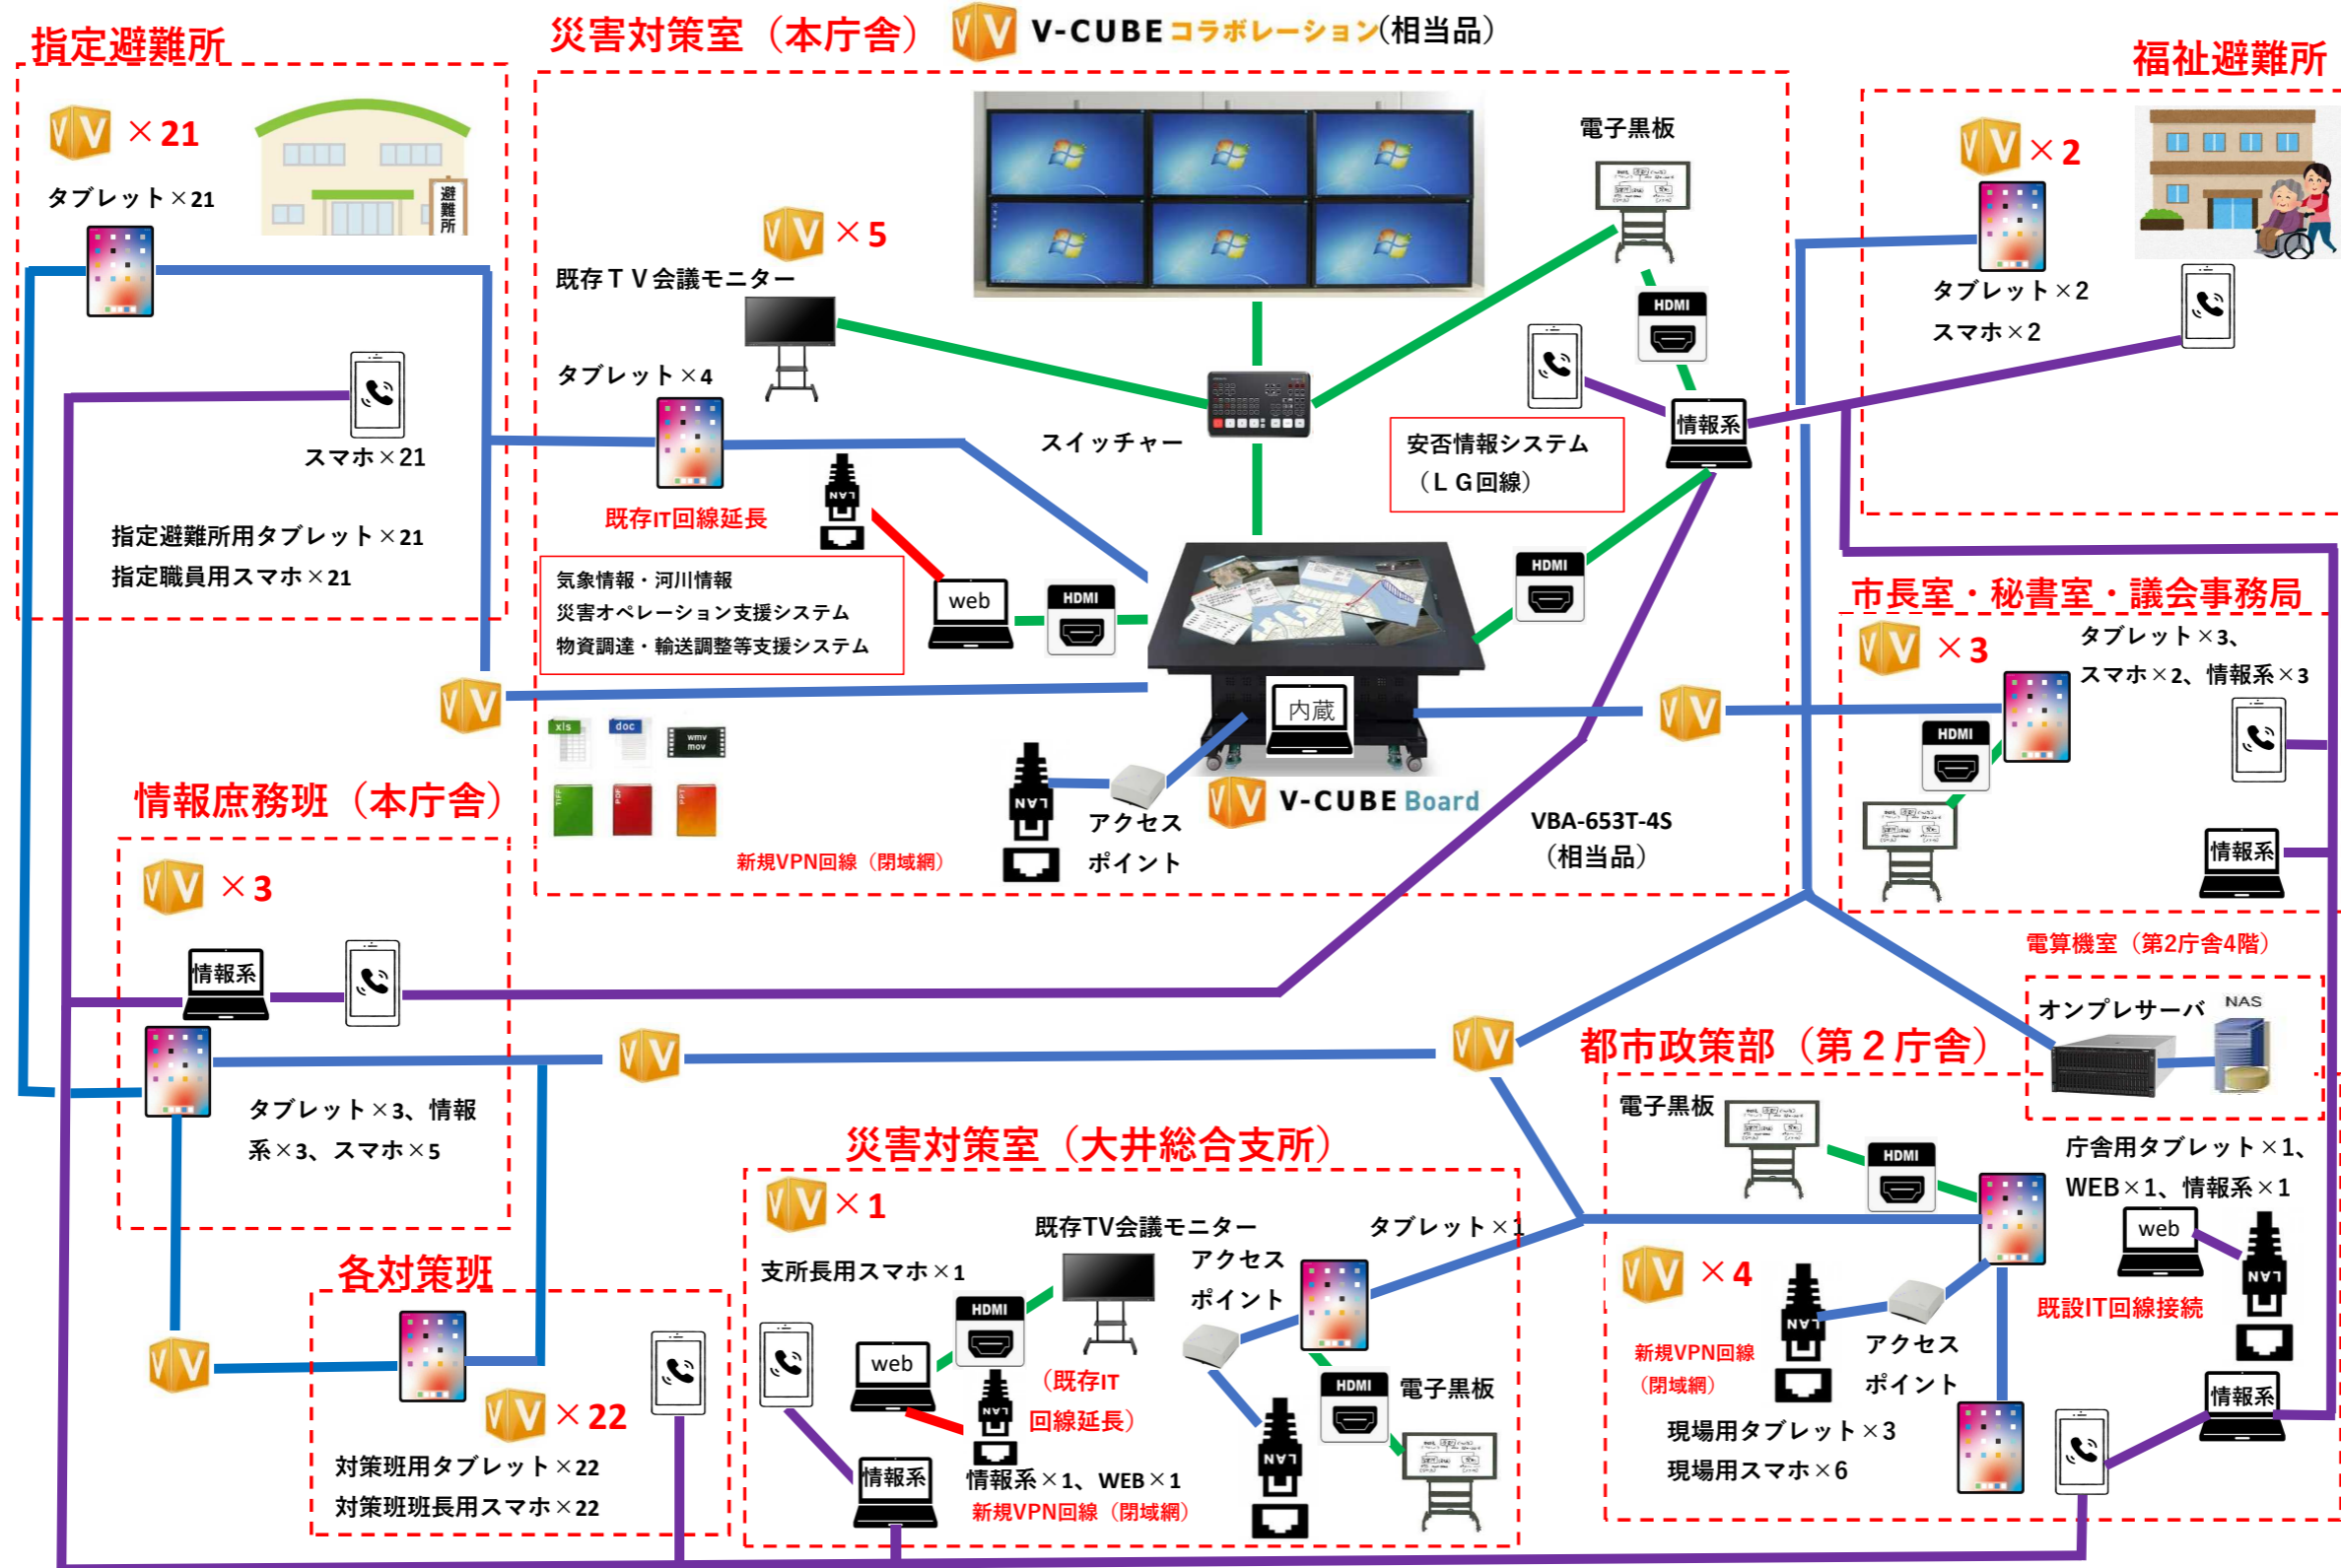 指定避難所
×21
タブレット×21
避難所
スマホ×21
指定避難所用タブレット×21
指定職員用スマホ×21
災害対策室（本庁舎）
V-CUBE コラボレーション(相当品)
×5
既存ＴＶ会議モニター
タブレット×4
LAN
既存IT回線延長
気象情報・河川情報
災害オペレーション支援システム
物資調達・輸送調整等支援システム
web
HDMI
スイッチャー
電子黒板
HDMI
情報系
安否情報システム
（ＬＧ回線）
HDMI
内蔵
V-CUBE Board
VBA-653T-4S
（相当品）
xls
doc
wmv
mov
TIFF
PDF
PPT
新規VPN回線（閉域網）
LAN
アクセス
ポイント
福祉避難所
×2
タブレット×2
スマホ×2
市長室・秘書室・議会事務局
×3
タブレット×3、
スマホ×2、情報系×3
HDMI
情報系
電算機室（第2庁舎4階）
オンプレサーバ
NAS
情報庶務班（本庁舎）
×3
情報系
タブレット×3、情報
系×3、スマホ×5
各対策班
×22
対策班用タブレット×22
対策班班長用スマホ×22
災害対策室（大井総合支所）
×1
支所長用スマホ×1
既存TV会議モニター
HDMI
web
LAN
（既存IT
回線延長）
情報系
情報系×1、WEB×1
新規VPN回線（閉域網）
アクセス
ポイント
タブレット×1
HDMI
電子黒板
LAN
都市政策部（第２庁舎）
電子黒板
HDMI
庁舎用タブレット×1、
WEB×1、情報系×1
web
LAN
既設IT回線接続
×4
新規VPN回線
（閉域網）
LAN
アクセス
ポイント
現場用タブレット×3
現場用スマホ×6
情報系